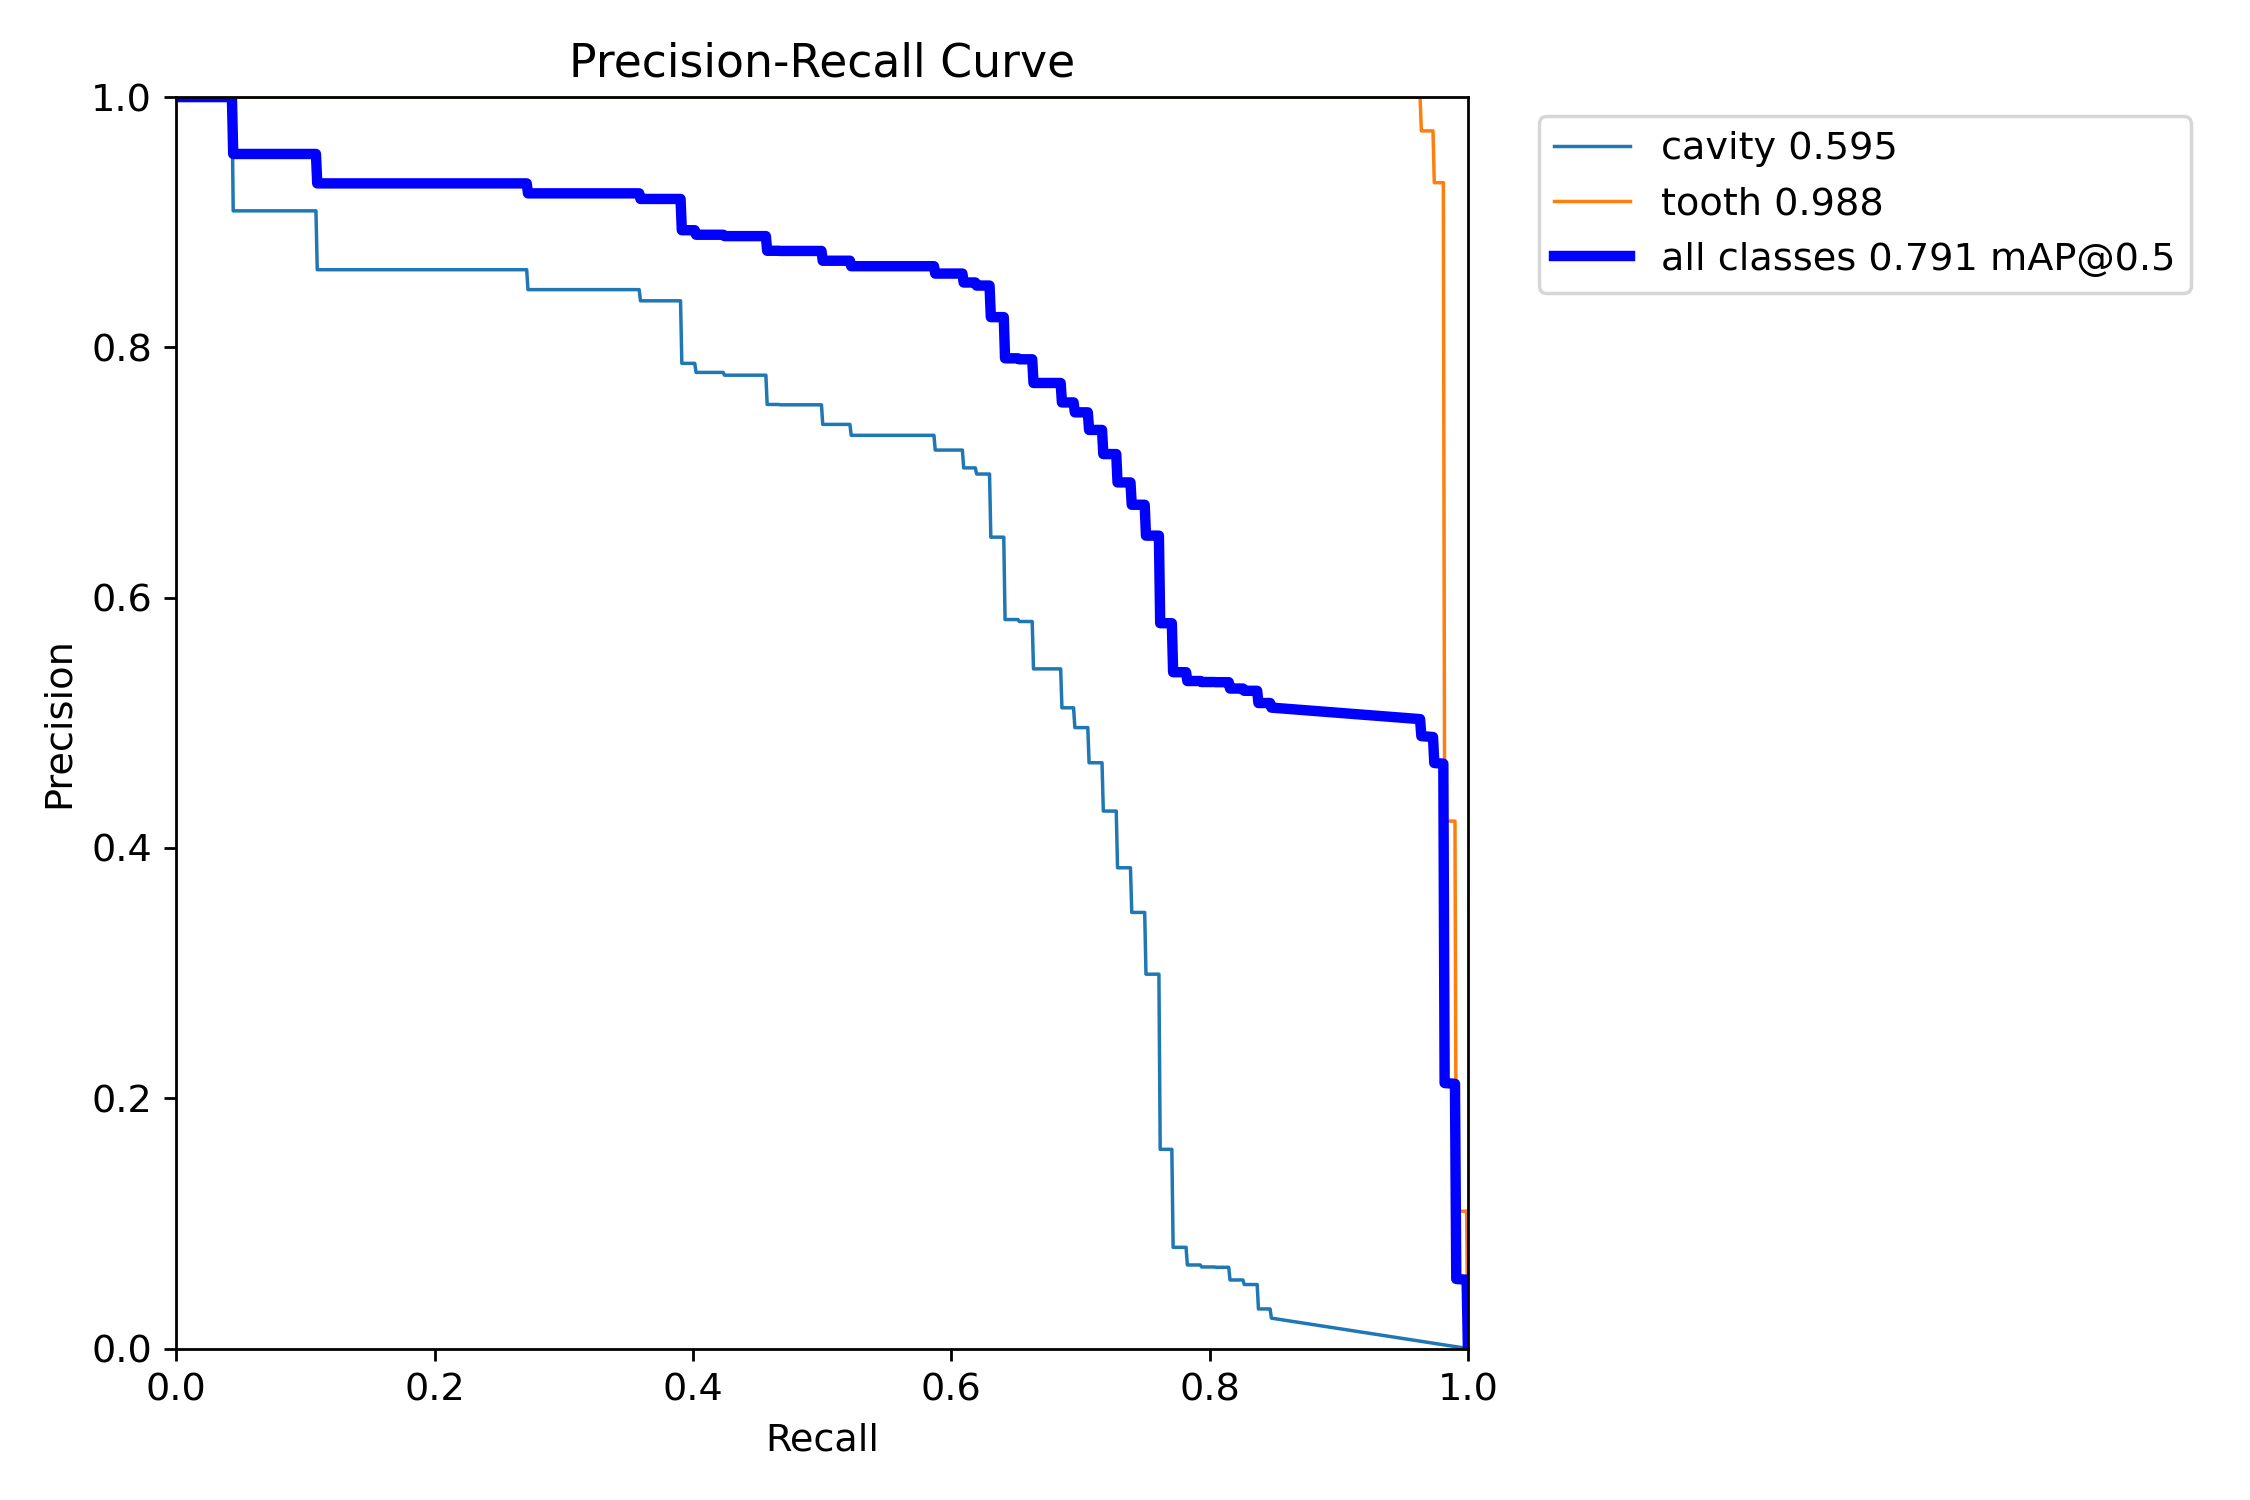 Precision-Recall Curve
1.0
0.8
0.6
0.4
0.2
0.0
Precision
0.0 0.2 0.4 0.6 0.8 1.0
Recall
cavity 0.595
tooth 0.988
all classes 0.791 mAP@0.5